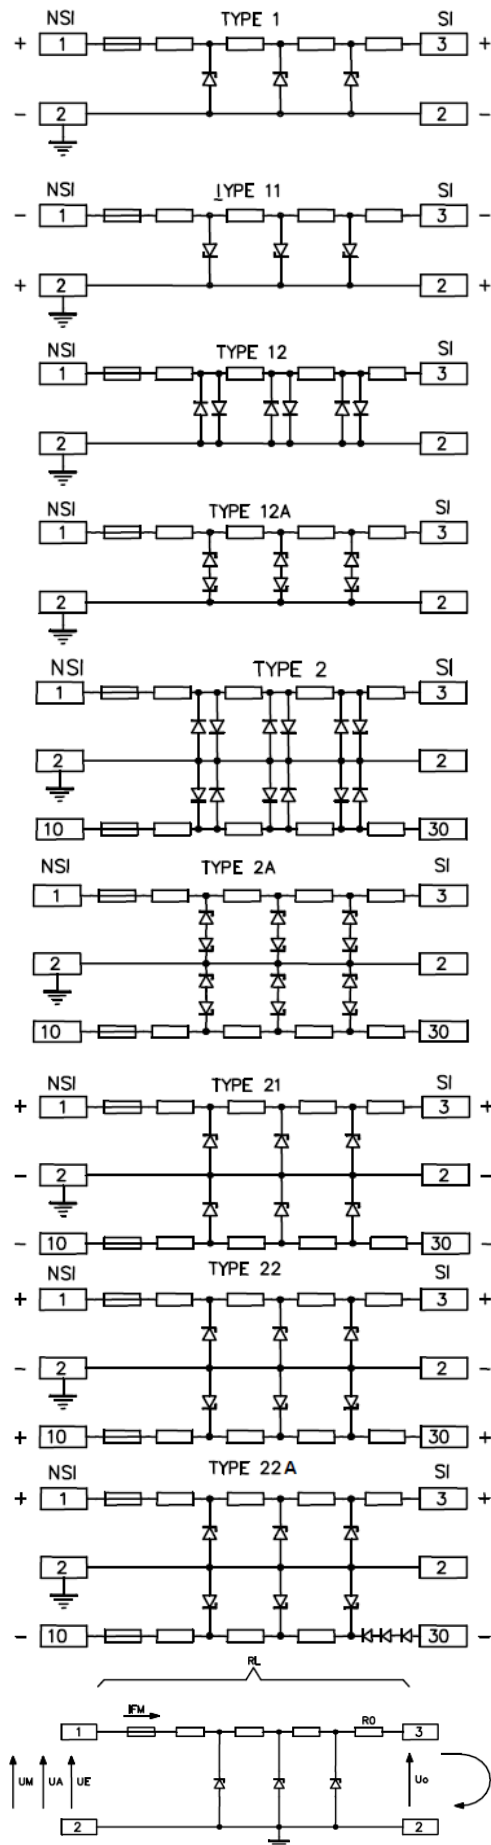 NSI TYPE 1 SI
+ 1 3 +
- 2 2 -
NSI TYPE 11 SI
- 1 3 -
+ 2 2 +
NSI TYPE 12 SI
1 3
2 2
NSI TYPE 12A SI
1 3
2 2
NSI TYPE 2 SI
1 3
2 2
10 30
NSI TYPE 2A SI
1 3
2 2
10 30
NSI TYPE 21 SI
+ 1 3 +
- 2 2 -
- 10 30 -
NSI TYPE 22 SI
+ 1 3 +
- 2 2 -
+ 10 30 +
NSI TYPE 22A SI
+ 1 3 +
2 2
- 10 30 -
RL
IFM
1 RO 3
UM UA UE Uo
2 2